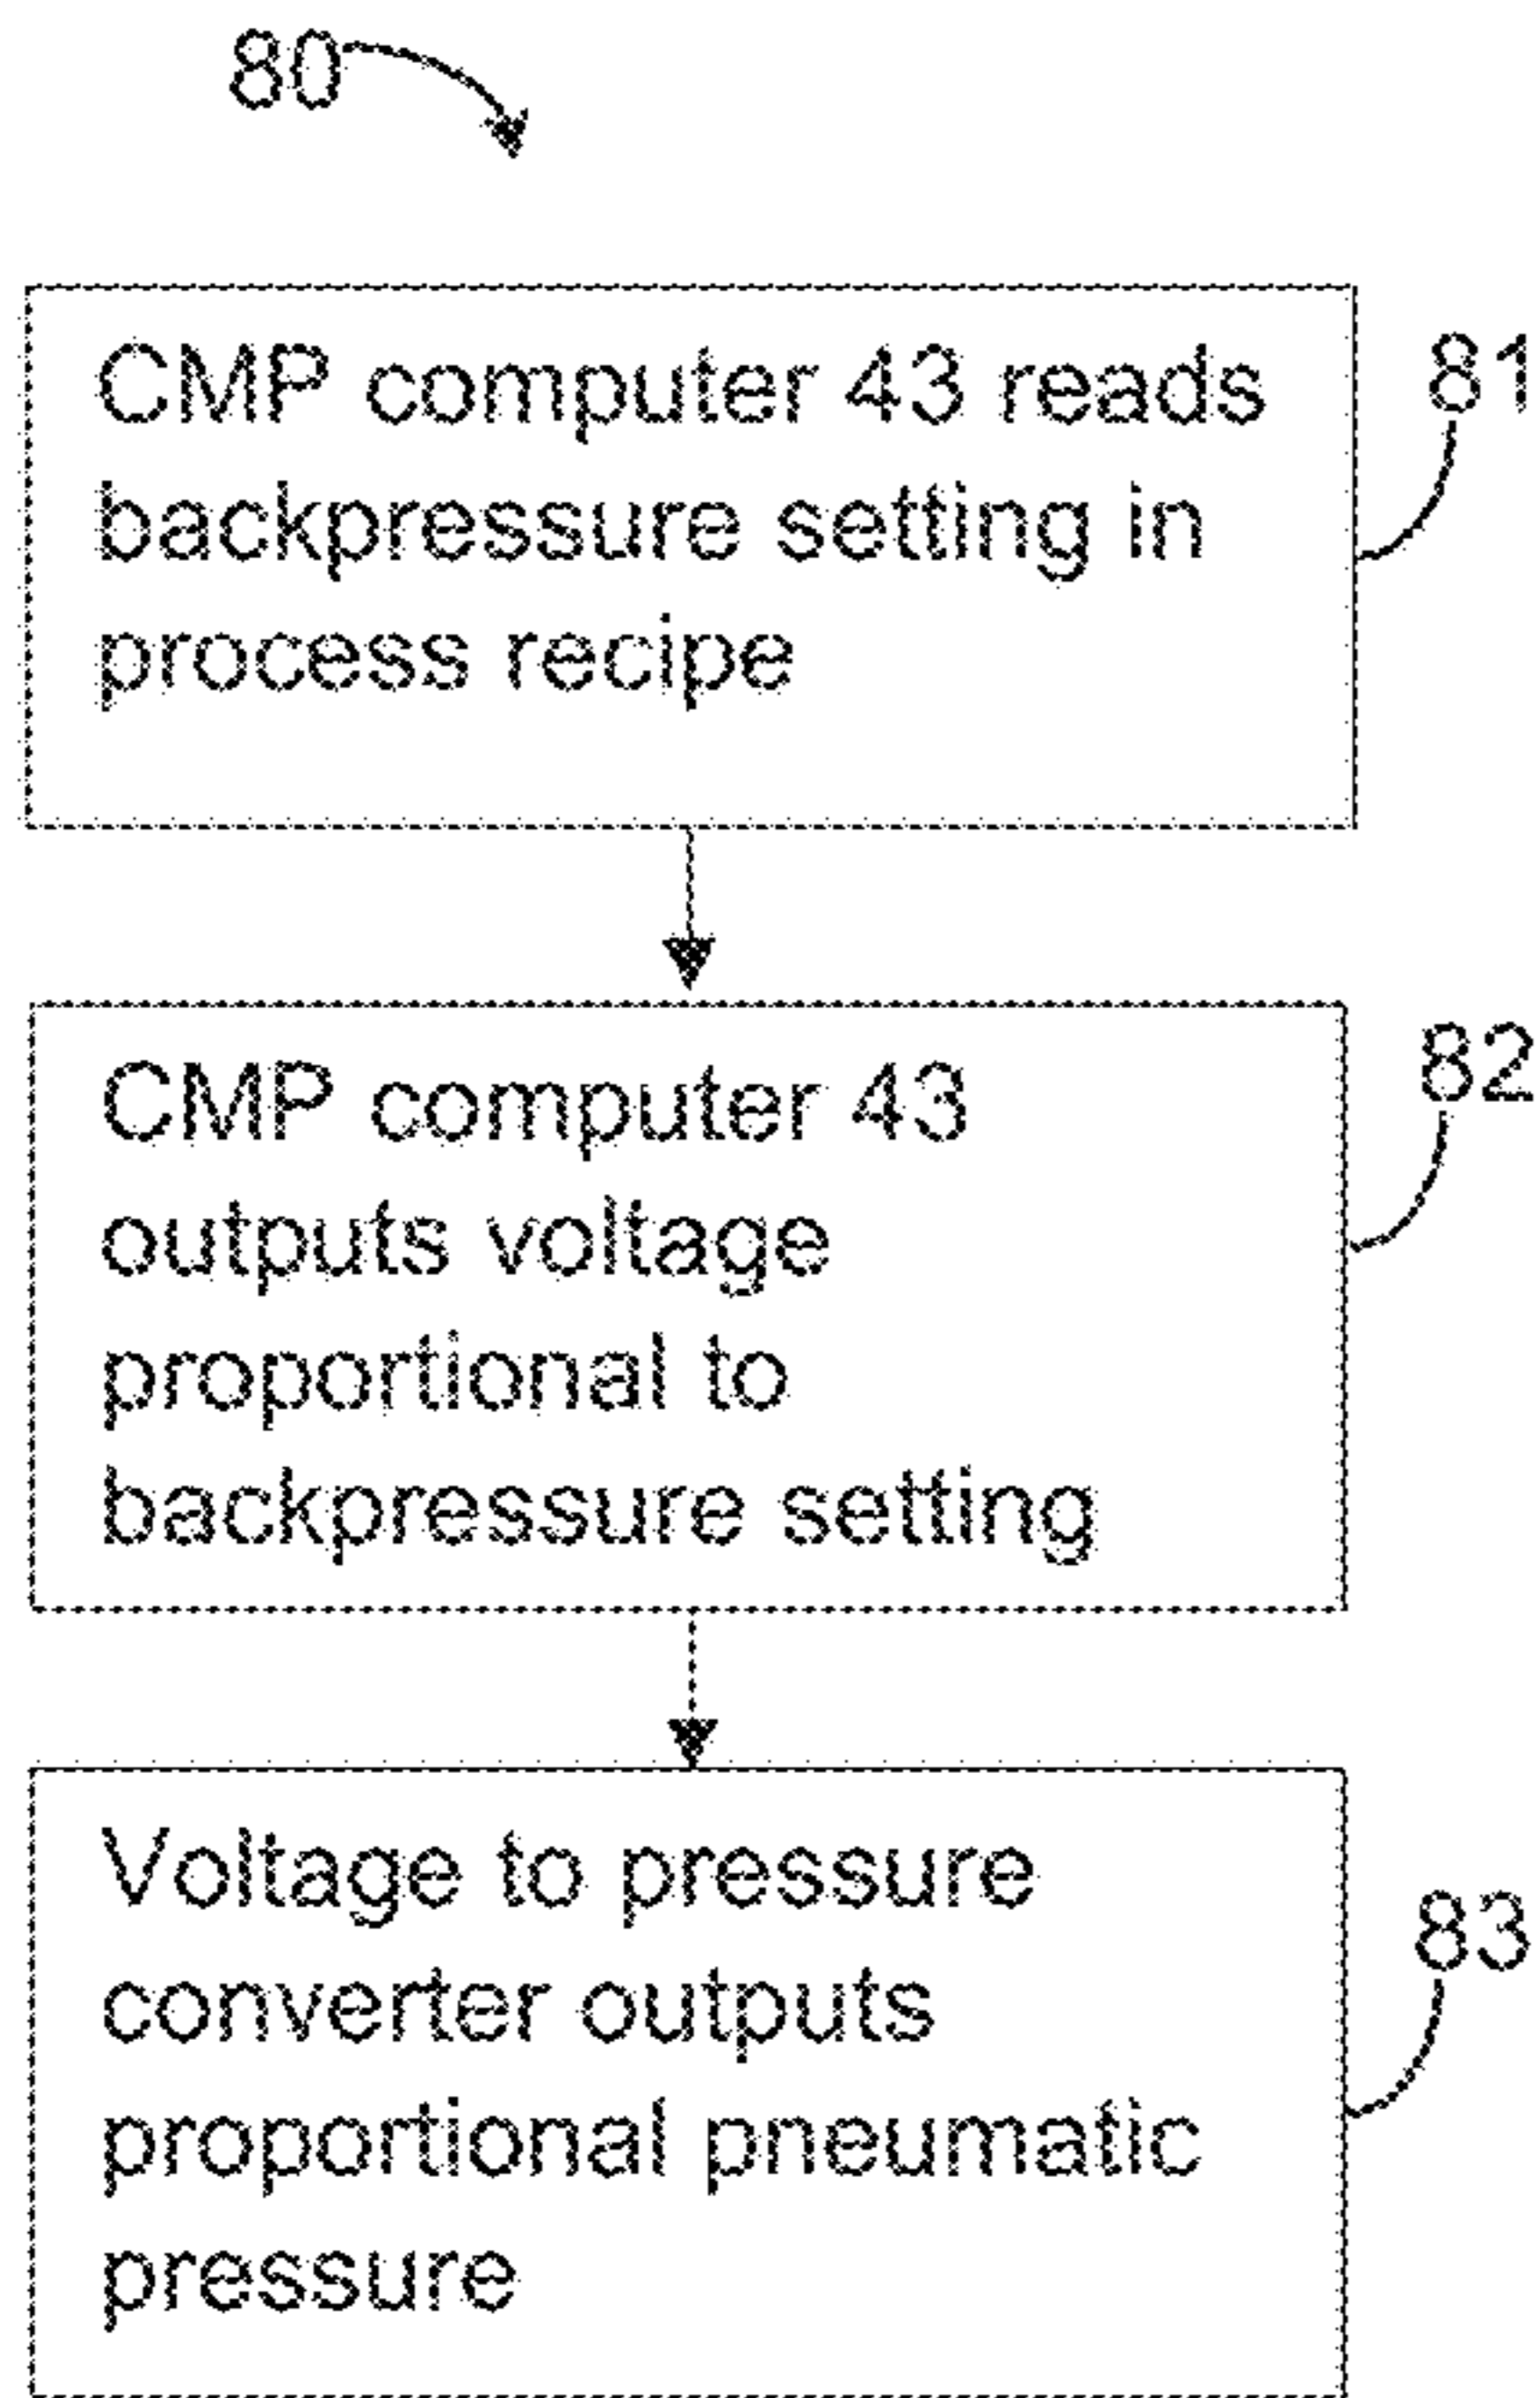 80
CMP computer 43 reads
backpressure setting in
process recipe
81
CMP computer 43
outputs voltage
proportional to
backpressure setting
82
Voltage to pressure
converter outputs
proportional pneumatic
pressure
83